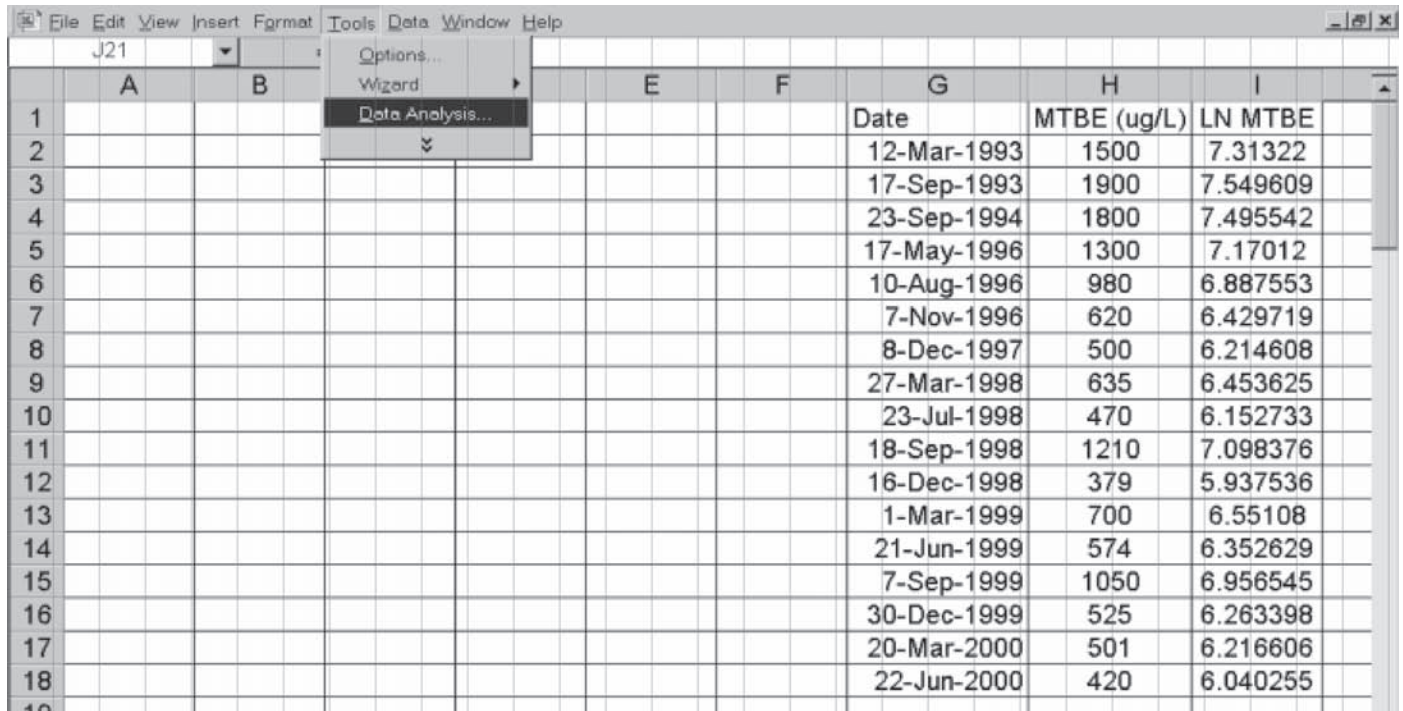 File Edit View Insert Format Tools Data Window Help
J21
Options...
Wizard
Data Analysis...
A B E F G H I
1 Date MTBE (ug/L) LN MTBE
2 12-Mar-1993 1500 7.31322
3 17-Sep-1993 1900 7.549609
4 23-Sep-1994 1800 7.495542
5 17-May-1996 1300 7.17012
6 10-Aug-1996 980 6.887553
7 7-Nov-1996 620 6.429719
8 8-Dec-1997 500 6.214608
9 27-Mar-1998 635 6.453625
10 23-Jul-1998 470 6.152733
11 18-Sep-1998 1210 7.098376
12 16-Dec-1998 379 5.937536
13 1-Mar-1999 700 6.55108
14 21-Jun-1999 574 6.352629
15 7-Sep-1999 1050 6.956545
16 30-Dec-1999 525 6.263398
17 20-Mar-2000 501 6.216606
18 22-Jun-2000 420 6.040255